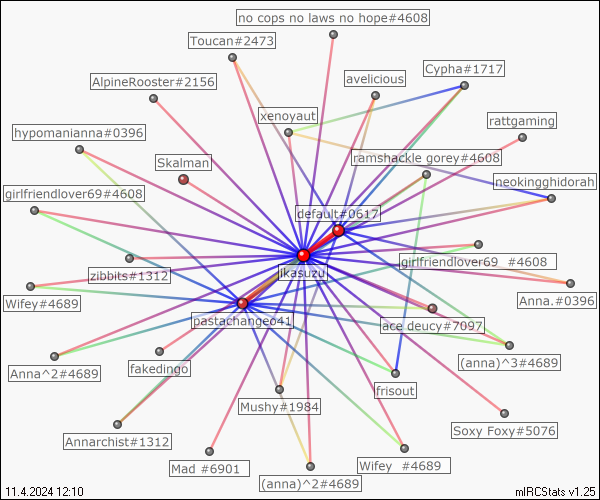 no cops no laws no hope#4608
Toucan#2473
Cypha#1717
avelicious
AlpineRooster#2156
xenoyaut
rattgaming
hypomanianna#0396
ramshackle gorey#4608
Skalman
neokingghidorah
girlfriendlover69#4608
default#0617
girlfriendlover69_#4608
zibbits#1312
jkasuzu
Wifey#4689
Anna.#0396
pastachangeo41
ace deucy#7097
Anna^2#4689
fakedingo
(anna)^3#4689
frisout
Mushy#1984
Soxy Foxy#5076
Annarchist#1312
Mad #6901
Wifey_#4689
(anna)^2#4689
11.4.2024 12:10
mIRCStats v1.25